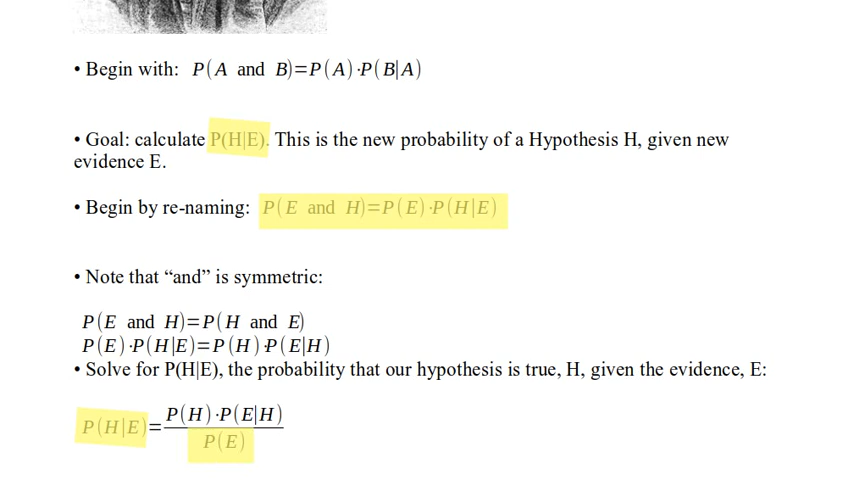 • Begin with: P(A and B)=P(A)·P(B|A)
• Goal: calculate P(H|E). This is the new probability of a Hypothesis H, given new
evidence E.
• Begin by re-naming: P(E and H)=P(E)·P(H|E)
• Note that “and” is symmetric:
P(E and H)=P(H and E)
P(E)·P(H|E)=P(H)·P(E|H)
• Solve for P(H|E), the probability that our hypothesis is true, H, given the evidence, E:
P(H|E)=P(H)·P(E|H)
P(E)